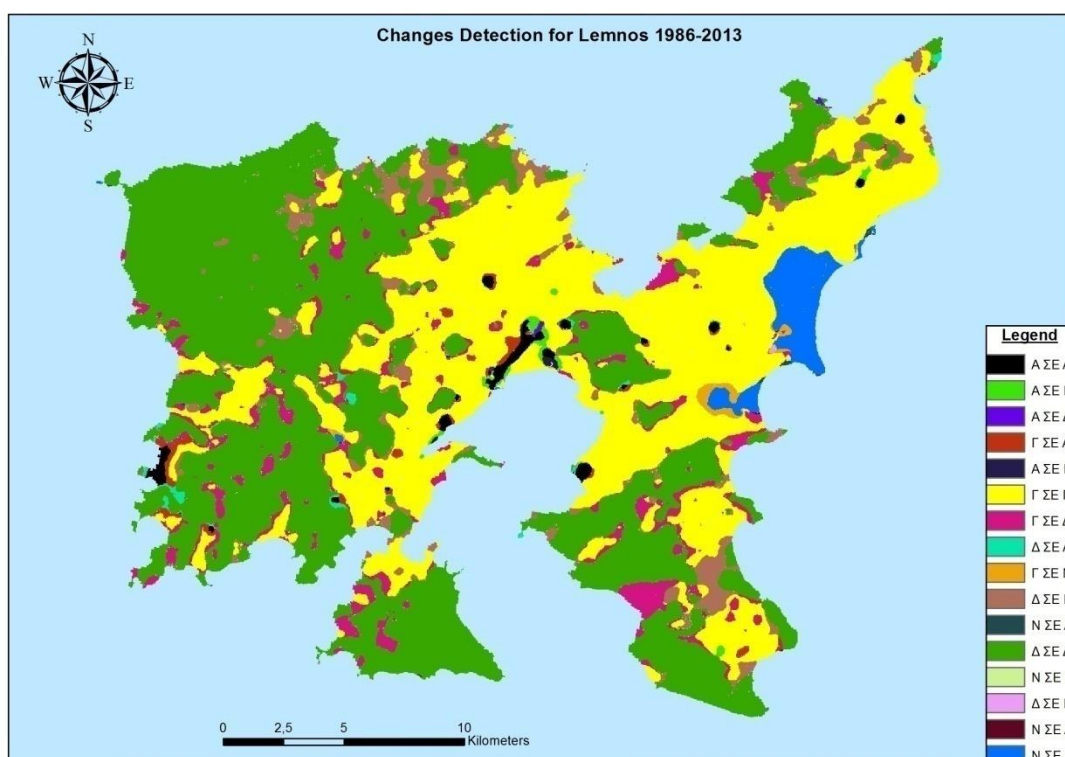 Changes Detection for Lemnos 1986-2013
N
W E
S
Legend
Α ΣΕ
Α ΣΕ
Α ΣΕ
Γ ΣΕ
Α ΣΕ
Γ ΣΕ
Γ ΣΕ
Δ ΣΕ
Γ ΣΕ
Δ ΣΕ
Ν ΣΕ
Δ ΣΕ
Ν ΣΕ
Δ ΣΕ
Ν ΣΕ
Ν ΣΕ
0 2,5 5 10
Kilometers